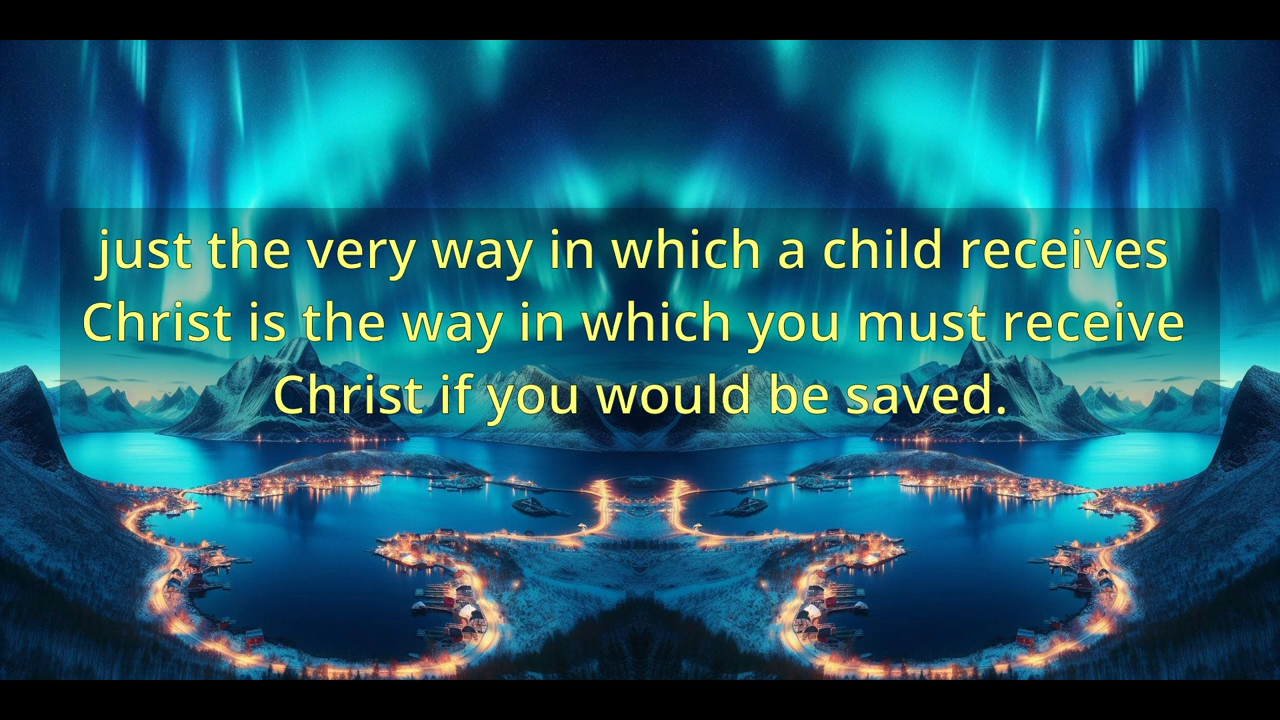 just the very way in which a child receives
Christ is the way in which you must receive
Christ if you would be saved.